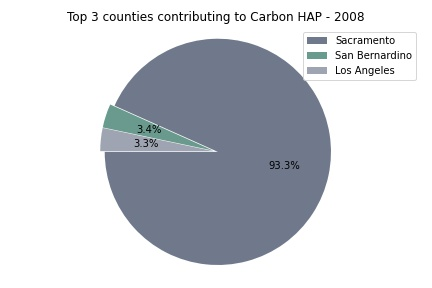 Top 3 counties contributing to Carbon HAP - 2008
Sacramento
San Bernardino
Los Angeles
3.4%
3.3%
93.3%